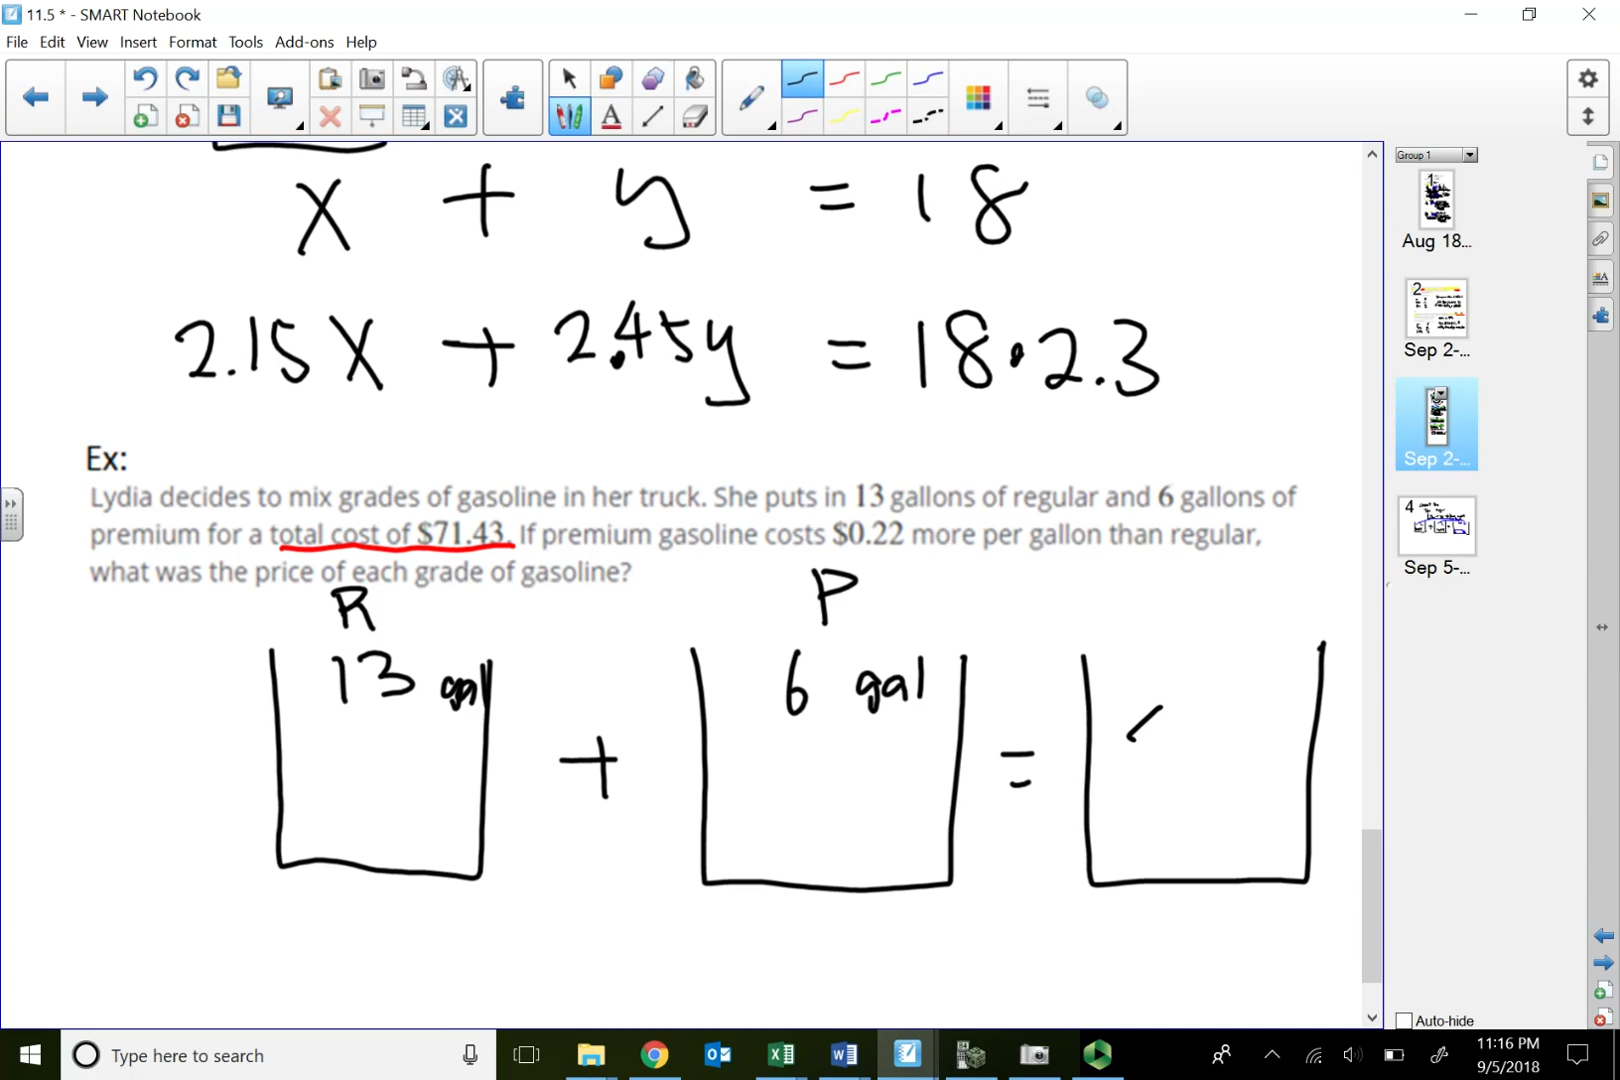 11.5 * - SMART Notebook
File Edit View Insert Format Tools Add-ons Help
x + y = 18
2.15x + 2.45y = 18·2.3
Ex:
Lydia decides to mix grades of gasoline in her truck. She puts in 13 gallons of regular and 6 gallons of
premium for a total cost of $71.43. If premium gasoline costs $0.22 more per gallon than regular,
what was the price of each grade of gasoline?
R P
13 gal + 6 gal =
Group 1
1
Aug 18...
2
Sep 2-...
Sep 2-...
4
Sep 5-...
Auto-hide
Type here to search
11:16 PM
9/5/2018